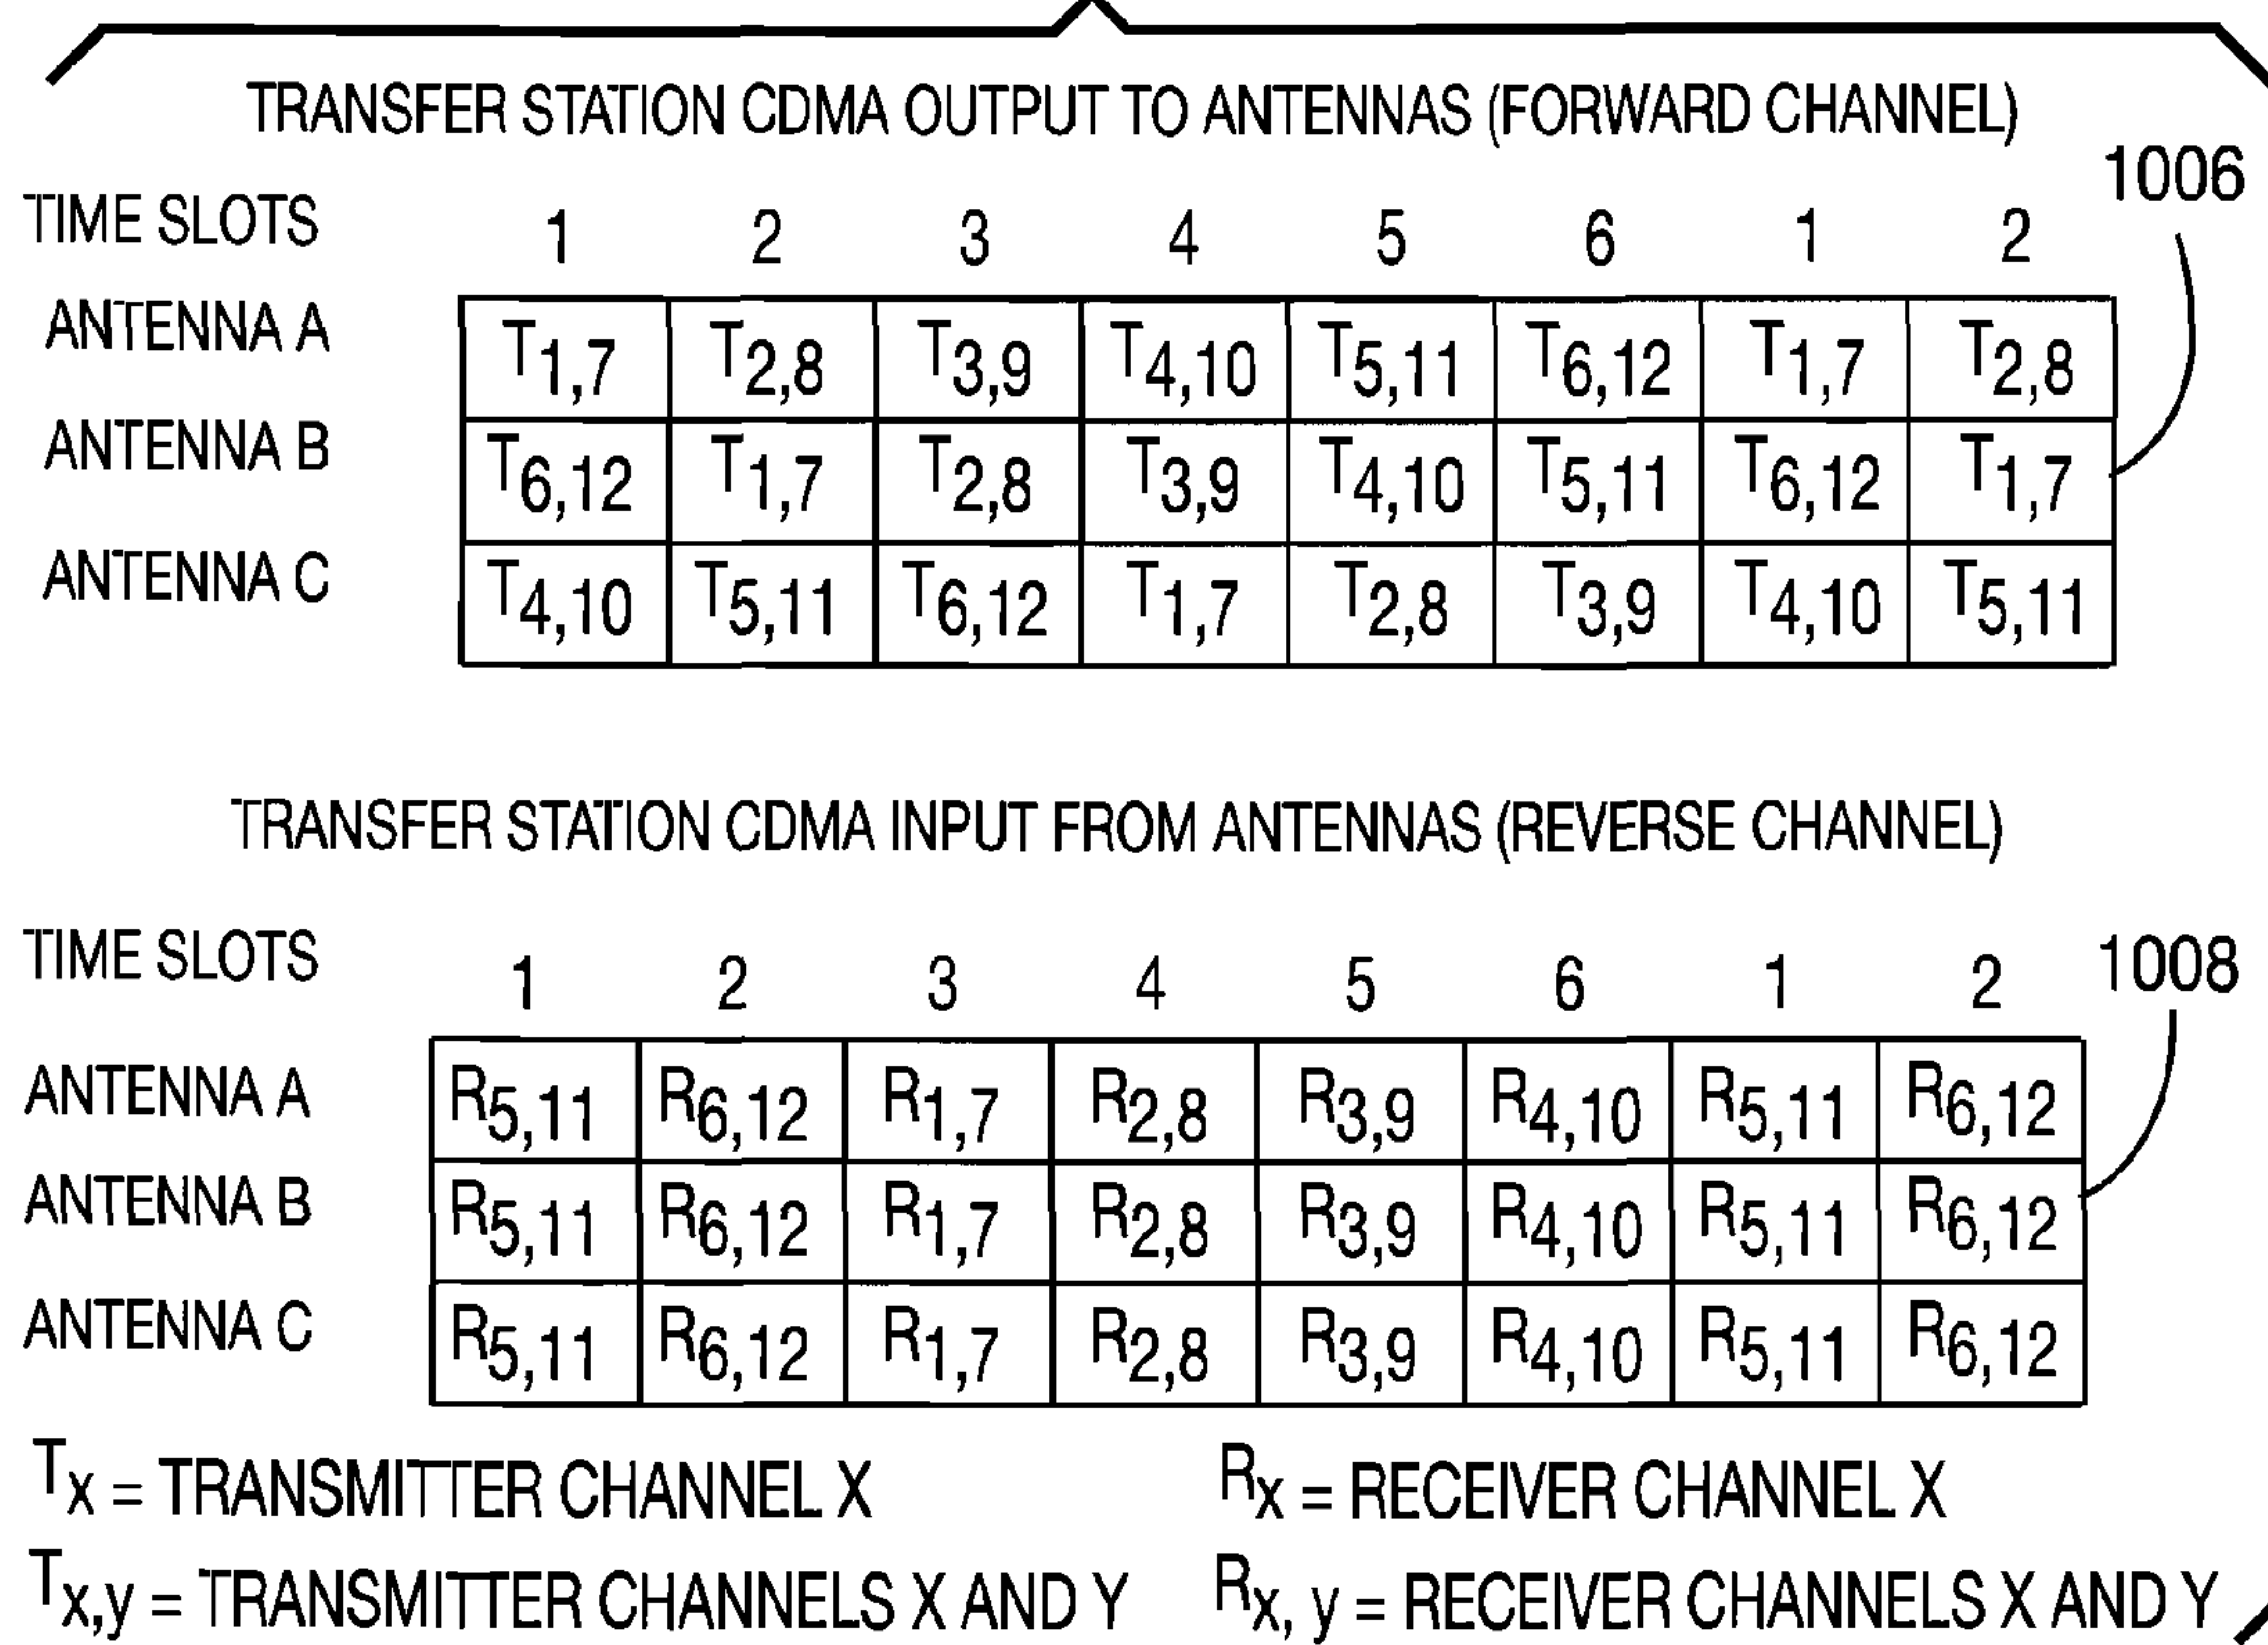 TRANSFER STATION CDMA OUTPUT TO ANTENNAS (FORWARD CHANNEL)
1006
TIME SLOTS 1 2 3 4 5 6 1 2
ANTENNA A T1,7 T2,8 T3,9 T4,10 T5,11 T6,12 T1,7 T2,8
ANTENNA B T6,12 T1,7 T2,8 T3,9 T4,10 T5,11 T6,12 T1,7
ANTENNA C T4,10 T5,11 T6,12 T1,7 T2,8 T3,9 T4,10 T5,11
TRANSFER STATION CDMA INPUT FROM ANTENNAS (REVERSE CHANNEL)
TIME SLOTS 1 2 3 4 5 6 1 2 1008
ANTENNA A R5,11 R6,12 R1,7 R2,8 R3,9 R4,10 R5,11 R6,12
ANTENNA B R5,11 R6,12 R1,7 R2,8 R3,9 R4,10 R5,11 R6,12
ANTENNA C R5,11 R6,12 R1,7 R2,8 R3,9 R4,10 R5,11 R6,12
Tx = TRANSMITTER CHANNEL X Rx = RECEIVER CHANNEL X
Tx,y = TRANSMITTER CHANNELS X AND Y Rx, y = RECEIVER CHANNELS X AND Y